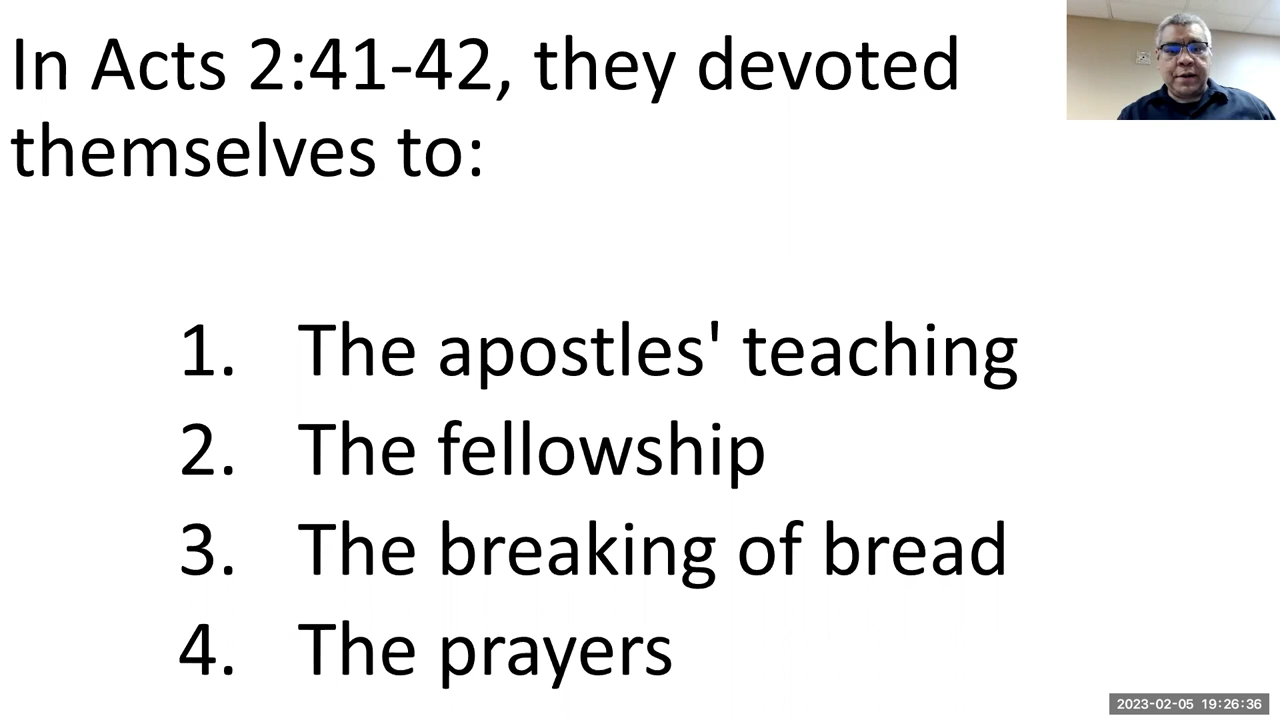 In Acts 2:41-42, they devoted
themselves to:
1. The apostles' teaching
2. The fellowship
3. The breaking of bread
4. The prayers
2023-02-05 19:26:36